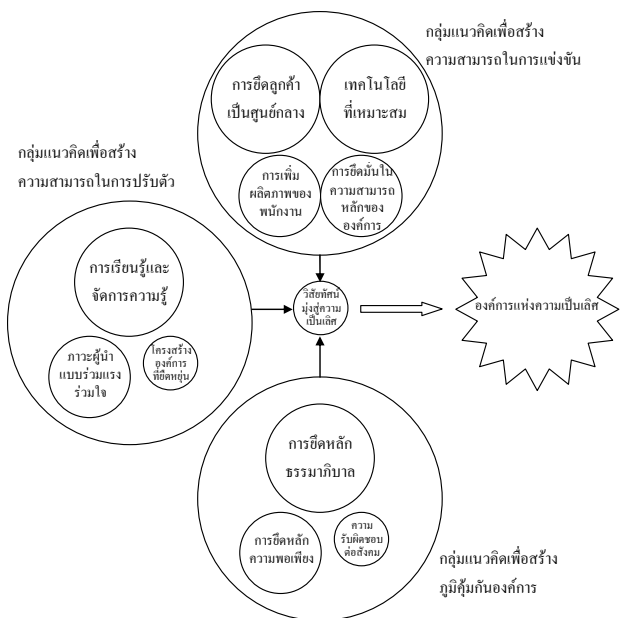 กลุ่มแนวคิดเพื่อสร้าง
ความสามารถในการแข่งขัน
การยึดลูกค้า
เป็นศูนย์กลาง
เทคโนโลยี
ที่เหมาะสม
การเพิ่ม
ผลิตภาพของ
พนักงาน
การยึดมั่นใน
ความสามารถ
หลักของ
องค์การ
กลุ่มแนวคิดเพื่อสร้าง
ความสามารถในการปรับตัว
การเรียนรู้และ
จัดการความรู้
ภาวะผู้นำ
แบบร่วมแรง
ร่วมใจ
โครงสร้าง
องค์การ
ที่ยืดหยุ่น
วิสัยทัศน์
มุ่งสู่ความ
เป็นเลิศ
องค์การแห่งความเป็นเลิศ
การยึดหลัก
ธรรมาภิบาล
การยึดหลัก
ความพอเพียง
ความ
รับผิดชอบ
ต่อสังคม
กลุ่มแนวคิดเพื่อสร้าง
ภูมิคุ้มกันองค์การ